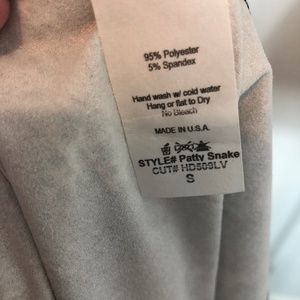 95% Polyester
5% Spandex
Hand wash w/ cold water
Hang or flat to Dry
No Bleach
MADE IN U.S.A.
STYLE# Patty Snake
CUT# HD509LV
S